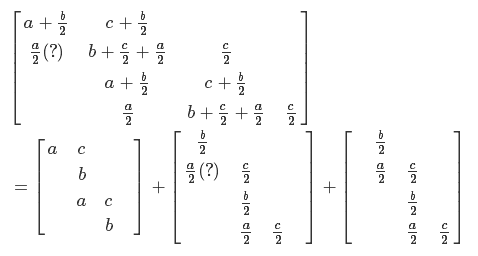 a + b/2 c + b/2
a/2(?) b + c/2 + a/2 c/2
a + b/2 c + b/2
a/2 b + c/2 + a/2 c/2
= [ a c ] + [ b/2 ] + [ b/2 ]
b a/2(?) c/2 a/2 c/2
a c b/2 b/2
b a/2 c/2 a/2 c/2